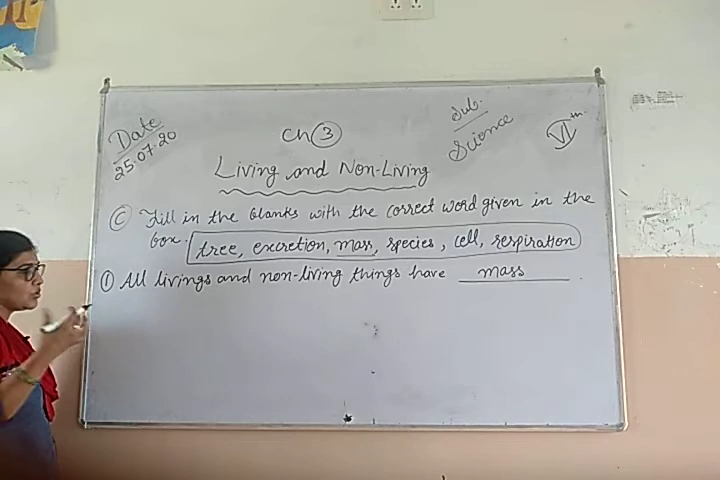 Date
25.07.20
Ch ③
Sub.
Science
VI th.
Living and Non-Living
Ⓒ Fill in the blanks with the correct word given in the
box. tree, excretion, mass, species, cell, respiration
① All livings and non-living things have mass.